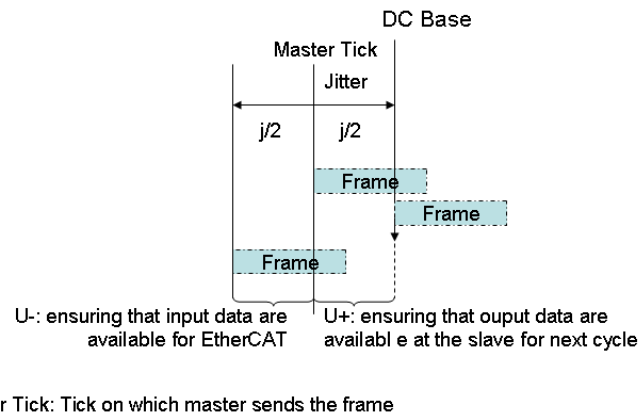 DC Base
Master Tick
Jitter
j/2 j/2
Frame
Frame
Frame
U-: ensuring that input data are
available for EtherCAT
U+: ensuring that ouput data are
availabl e at the slave for next cycle
r Tick: Tick on which master sends the frame